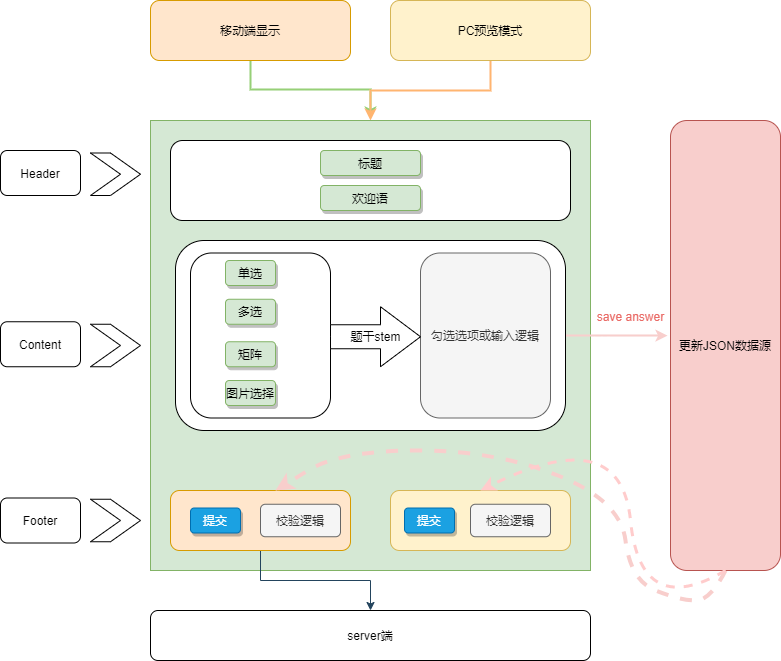 移动端显示
PC预览模式
Header
标题
欢迎语
Content
单选
多选
矩阵
图片选择
题干stem
勾选选项或输入逻辑
save answer
更新JSON数据源
Footer
提交
校验逻辑
提交
校验逻辑
server端